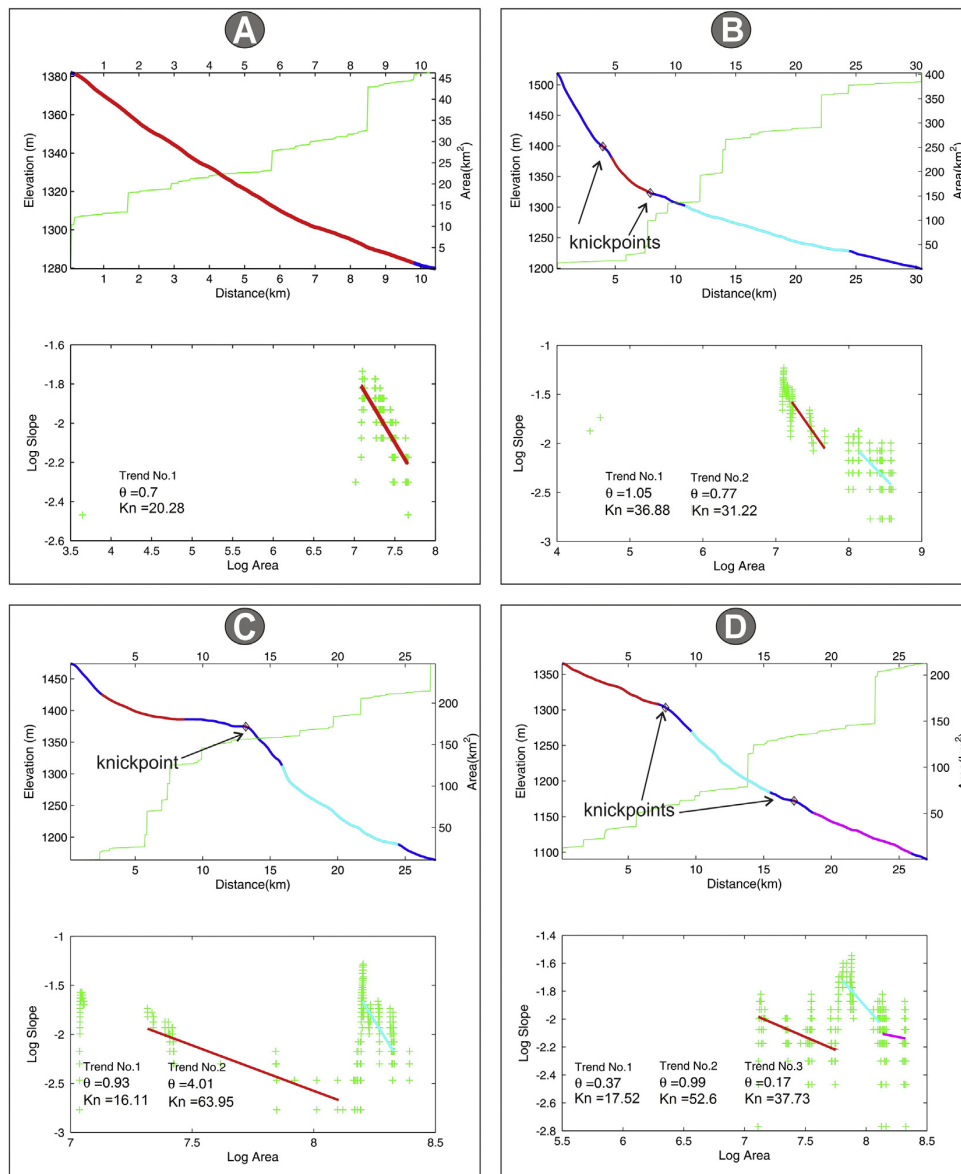 A
1 2 3 4 5 6 7 8 9 10
1380
1360
1340
1320
1300
1280
Elevation (m)
45
40
35
30
25
20
15
10
5
Area(km²)
0 1 2 3 4 5 6 7 8 9 10
Distance(km)
-1.6
-1.8
-2
-2.2
-2.4
-2.6
Log Slope
Trend No.1
θ =0.7
Kn =20.28
3.5 4 4.5 5 5.5 6 6.5 7 7.5 8
Log Area
B
5 10 15 20 25 30
1500
1400
1300
1200
Elevation (m)
knickpoints
400
350
300
250
200
150
100
50
Area(km²)
5 10 15 20 25 30
Distance(km)
-1
-1.5
-2
-2.5
-3
Log Slope
Trend No.1 Trend No.2
θ =1.05 θ =0.77
Kn =36.88 Kn =31.22
4 5 6 7 8 9
Log Area
C
5 10 15 20 25
1450
1400
1350
1300
1250
1200
Elevation (m)
knickpoint
200
150
100
50
Area(km²)
5 10 15 20 25
Distance(km)
-1
-1.5
-2
-2.5
-3
Log Slope
Trend No.1 Trend No.2
θ =0.93 θ =4.01
Kn =16.11 Kn =63.95
7 7.5 8 8.5
Log Area
D
5 10 15 20 25
1350
1300
1250
1200
1150
1100
Elevation (m)
knickpoints
200
150
100
50
Area(km²)
5 10 15 20 25
Distance(km)
-1.4
-1.6
-1.8
-2
-2.2
-2.4
-2.6
-2.8
Log Slope
Trend No.1 Trend No.2 Trend No.3
θ =0.37 θ =0.99 θ =0.17
Kn =17.52 Kn =52.6 Kn =37.73
5.5 6 6.5 7 7.5 8 8.5
Log Area